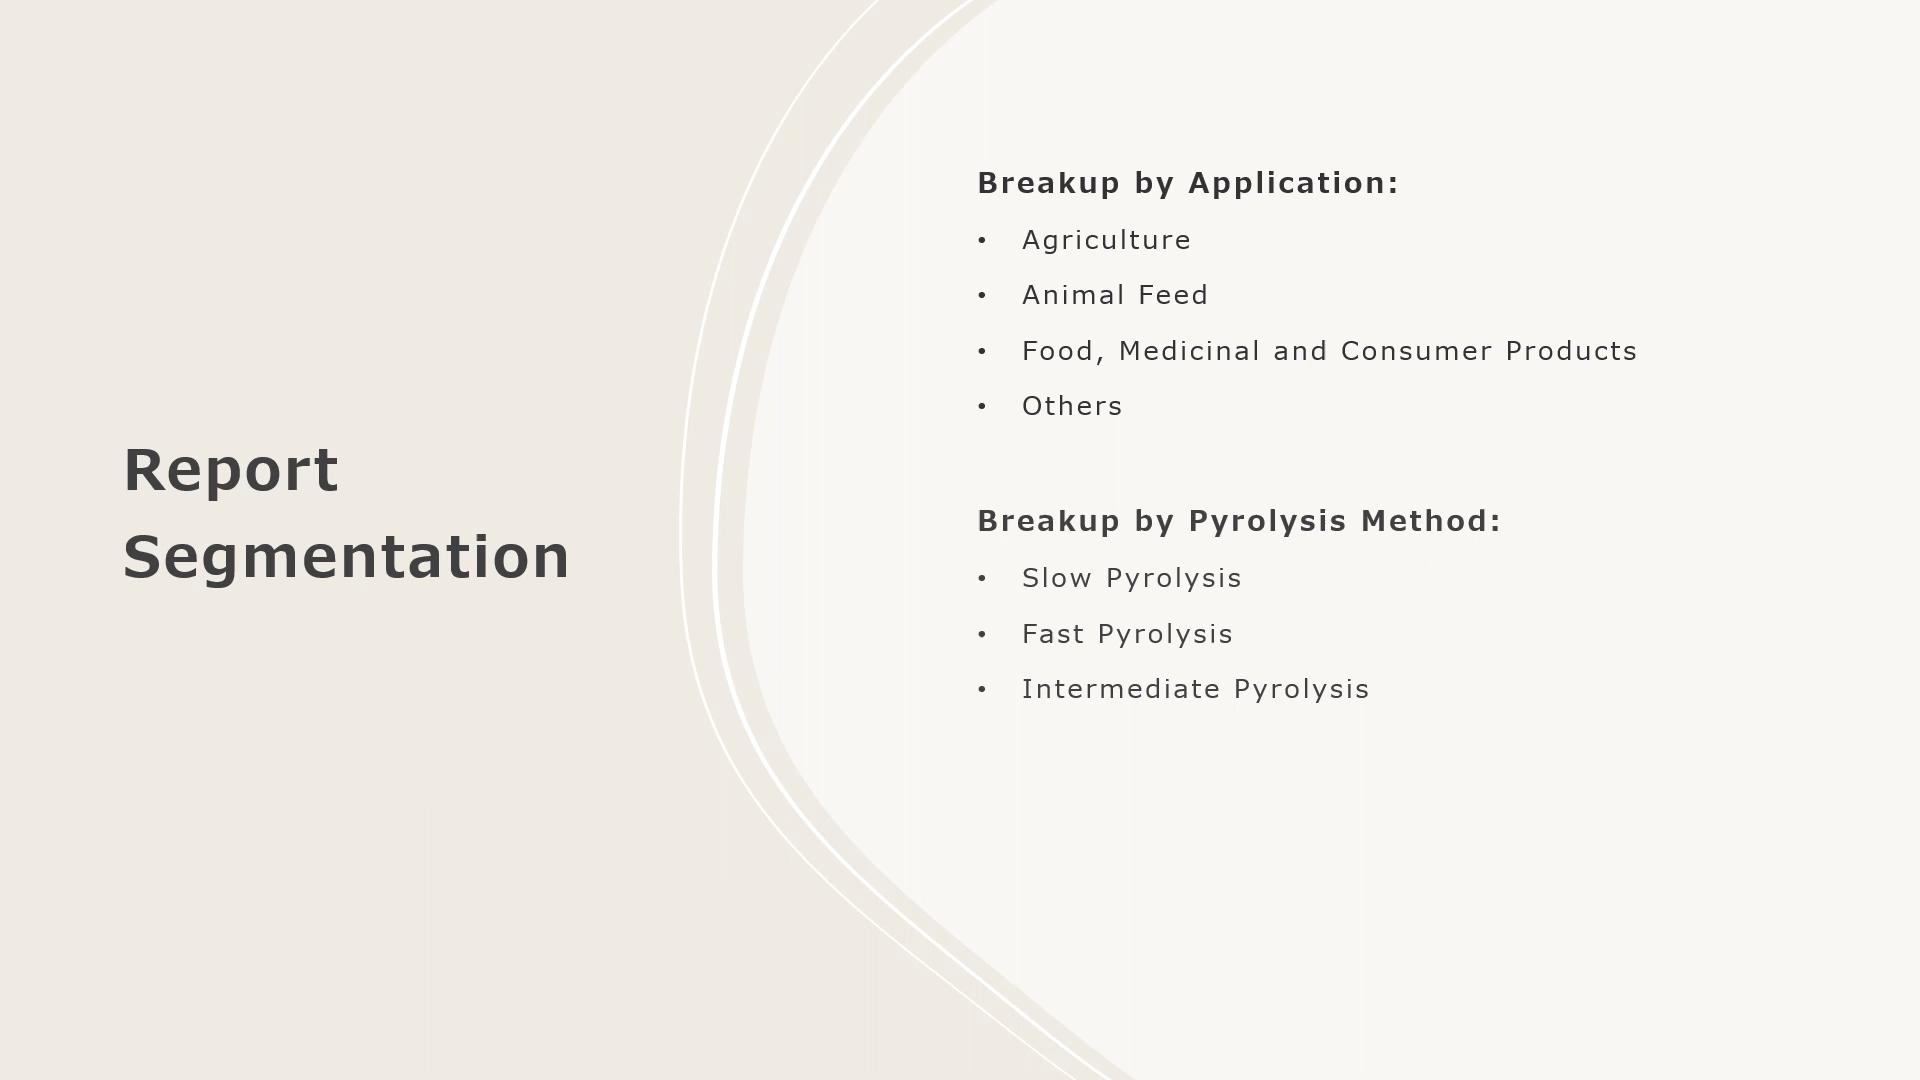 Report
Segmentation
Breakup by Application:
• Agriculture
• Animal Feed
• Food, Medicinal and Consumer Products
• Others
Breakup by Pyrolysis Method:
• Slow Pyrolysis
• Fast Pyrolysis
• Intermediate Pyrolysis